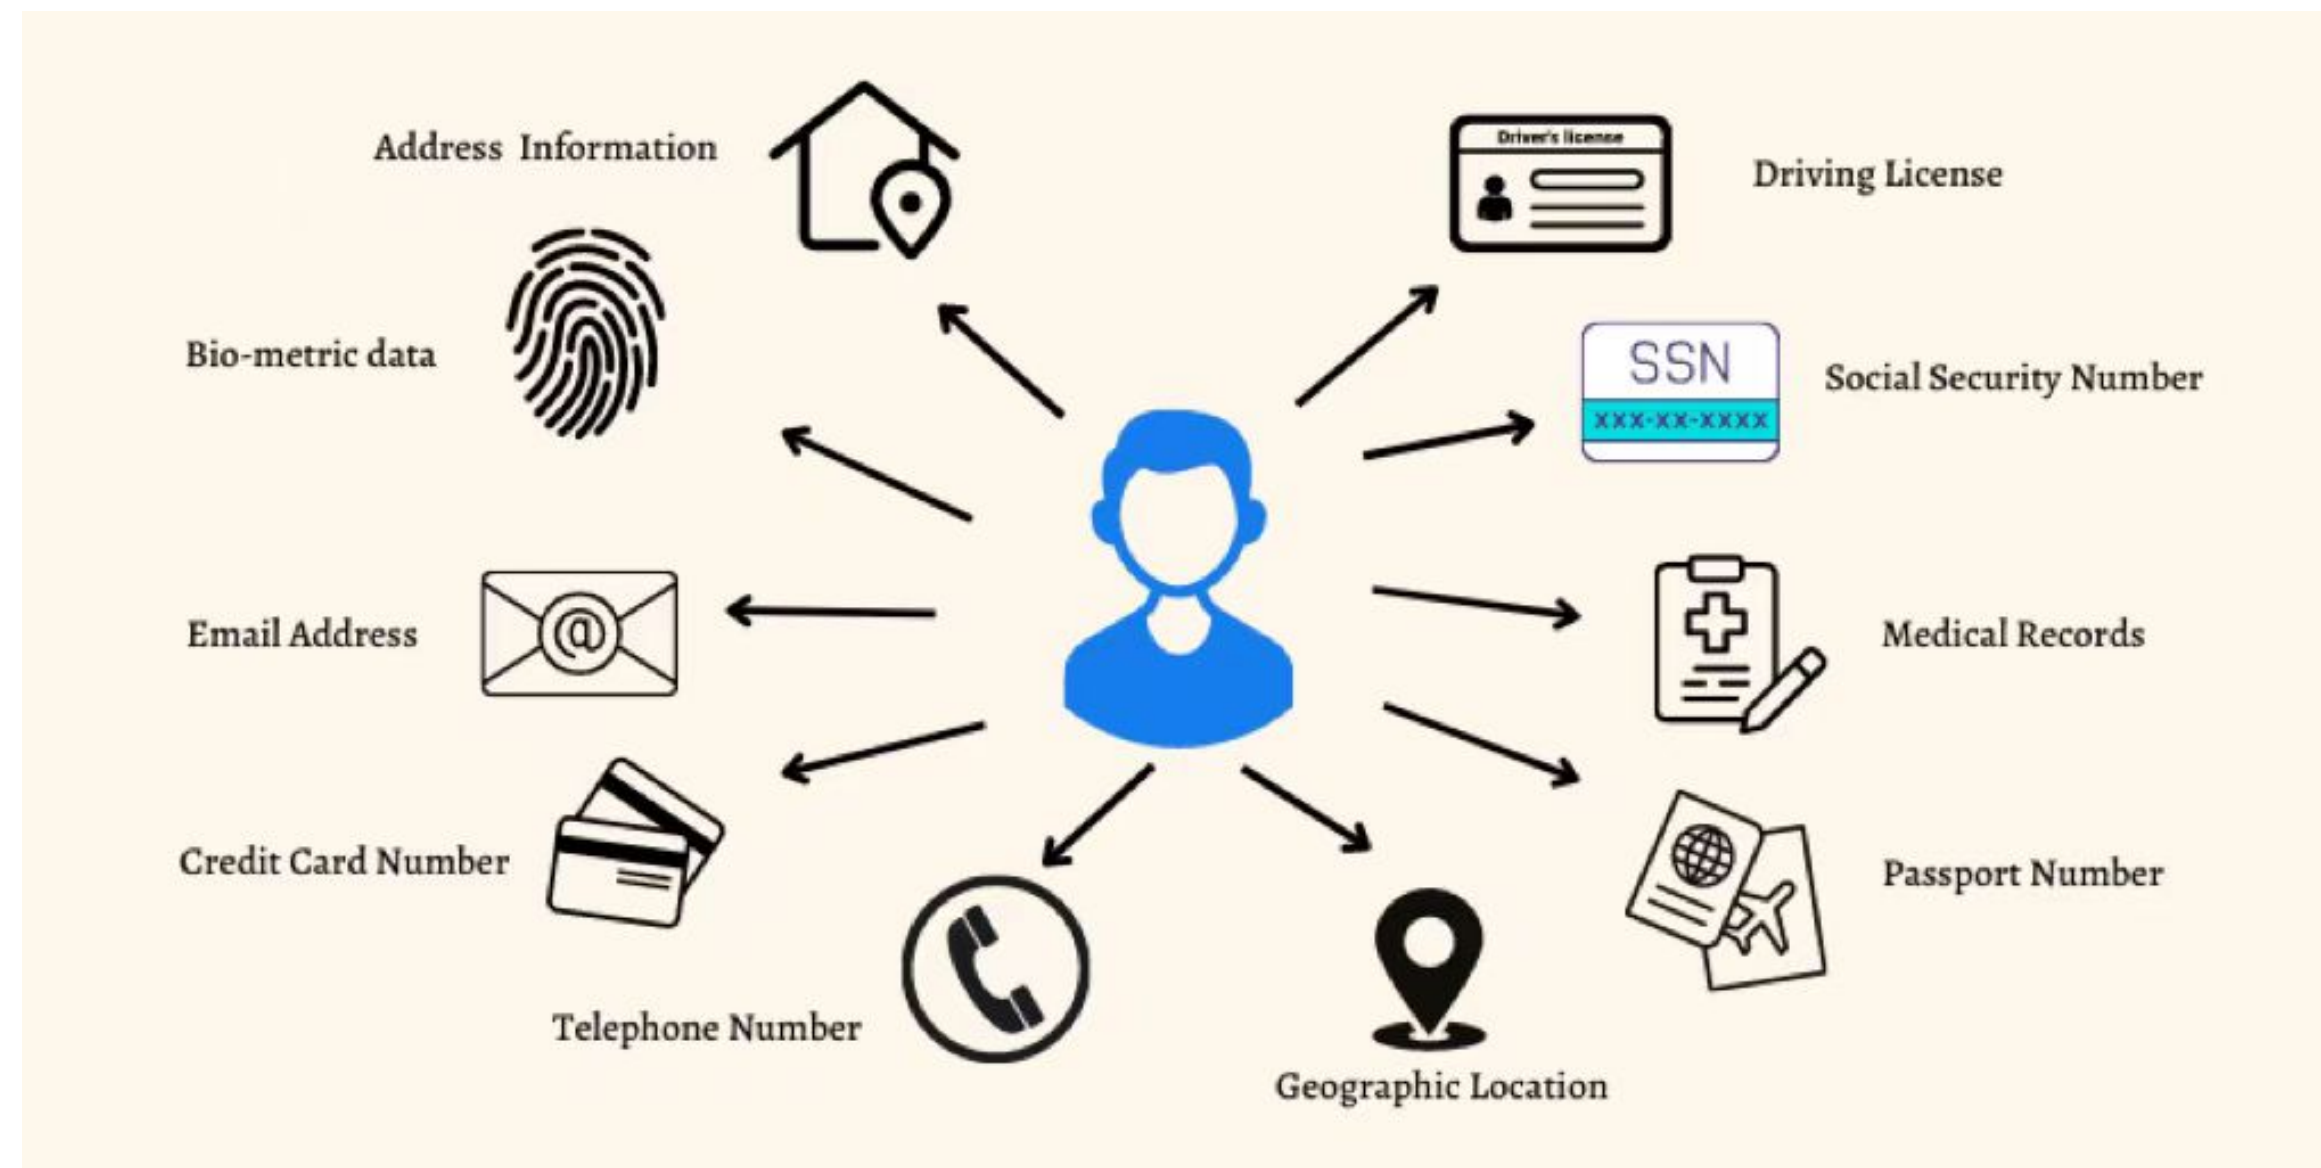 Address Information
Driver's license
Driving License
Bio-metric data
SSN
xxx-xx-xxxx
Social Security Number
Email Address
@
Medical Records
Credit Card Number
Passport Number
Telephone Number
Geographic Location